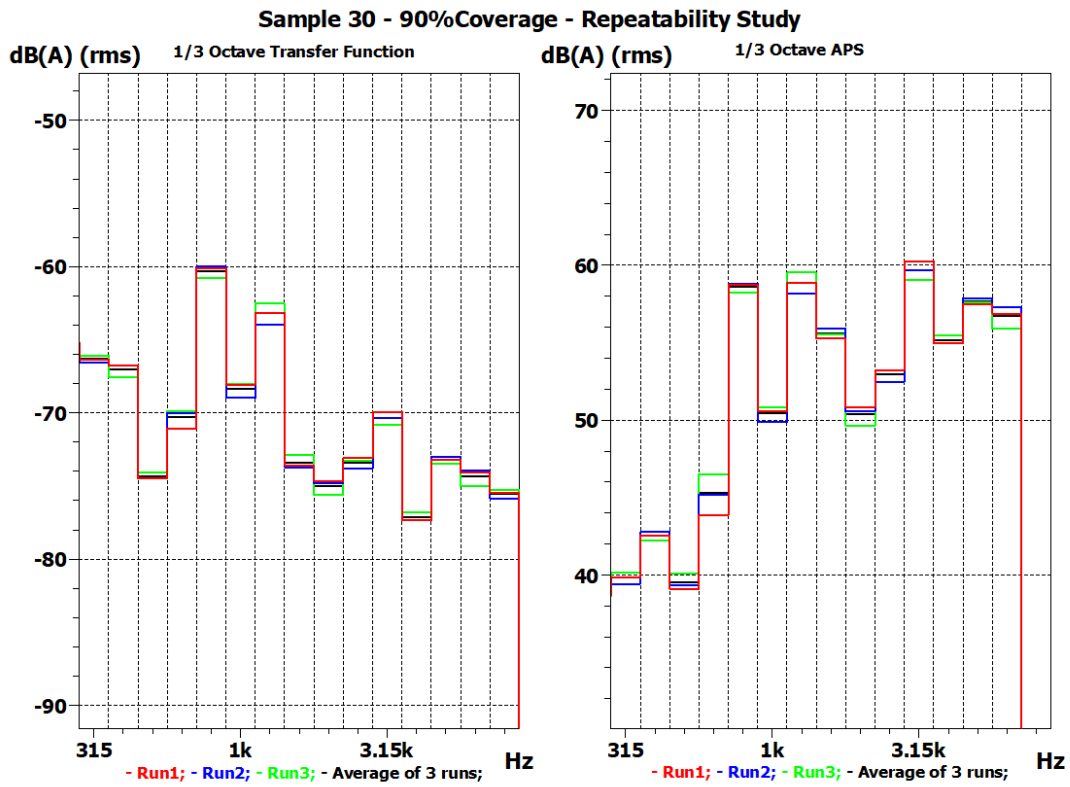 Sample 30 - 90%Coverage - Repeatability Study
dB(A) (rms) 1/3 Octave Transfer Function
-50
-60
-70
-80
-90
315 1k 3.15k Hz
- Run1; - Run2; - Run3; - Average of 3 runs;
dB(A) (rms) 1/3 Octave APS
70
60
50
40
315 1k 3.15k Hz
- Run1; - Run2; - Run3; - Average of 3 runs;